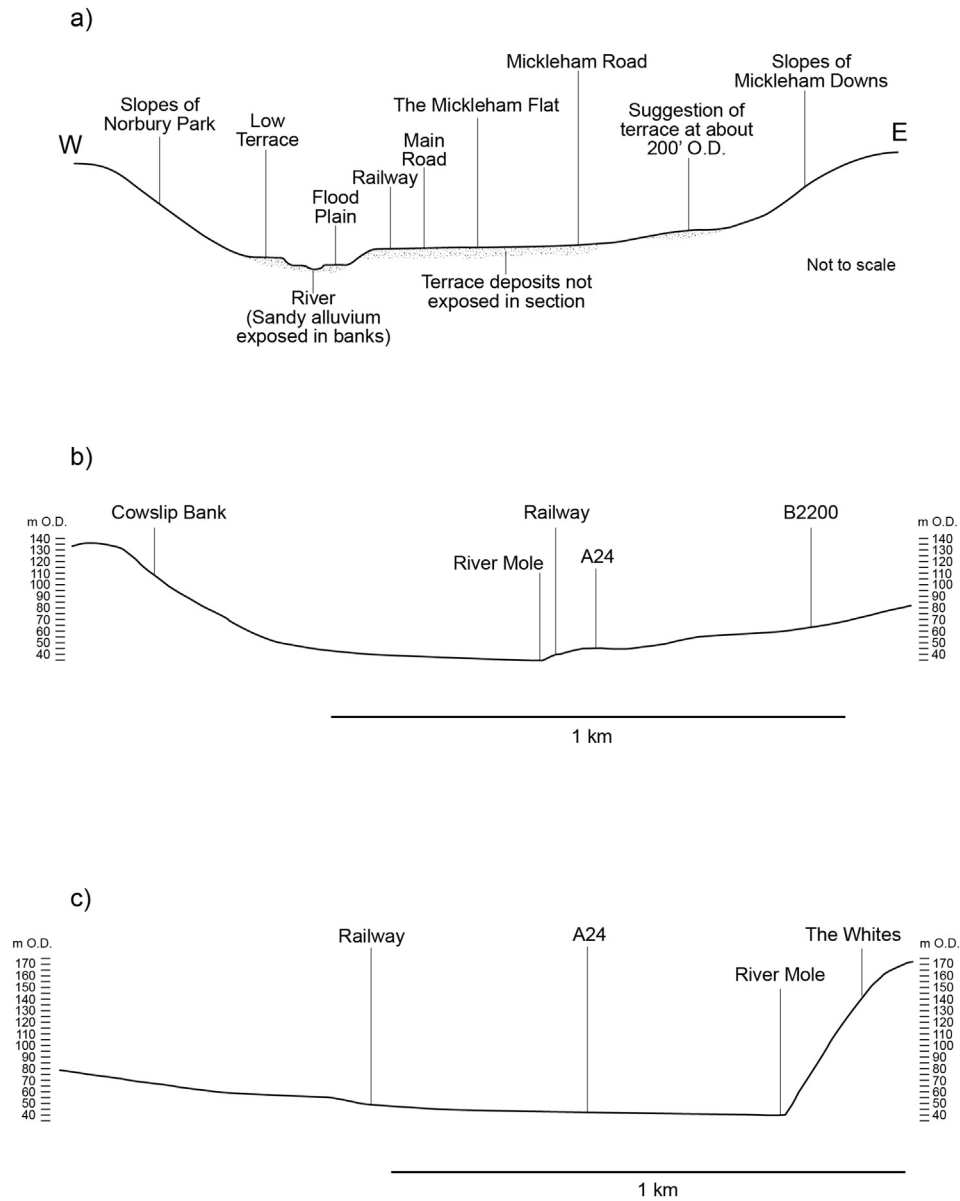 a)
Mickleham Road
Slopes of
Mickleham Downs
Slopes of
Norbury Park
Low
Terrace
The Mickleham Flat
Suggestion of
terrace at about
200' O.D.
W
E
Main
Road
Railway
Flood
Plain
Not to scale
River
(Sandy alluvium
exposed in banks)
Terrace deposits not
exposed in section
b)
Cowslip Bank
Railway
B2200
River Mole
A24
m O.D.
140
130
120
110
100
90
80
70
60
50
40
m O.D.
140
130
120
110
100
90
80
70
60
50
40
1 km
c)
Railway
A24
The Whites
River Mole
m O.D.
170
160
150
140
130
120
110
100
90
80
70
60
50
40
m O.D.
170
160
150
140
130
120
110
100
90
80
70
60
50
40
1 km